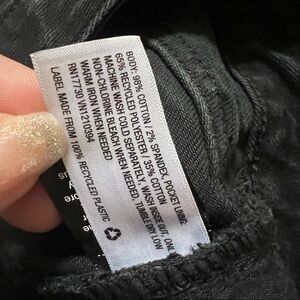 BODY: 98% COTTON / 2% SPANDEX, POCKET LINING:
65% RECYCLED POLYESTER / 35% COTTON
MACHINE WASH COLD SEPARATELY, WASH INSIDE OUT, ONLY
NON-CHLORINE BLEACH WHEN NEEDED, TUMBLE DRY LOW
WARM IRON WHEN NEEDED
RN17730 VN1210394
LABEL MADE FROM 100% RECYCLED PLASTIC